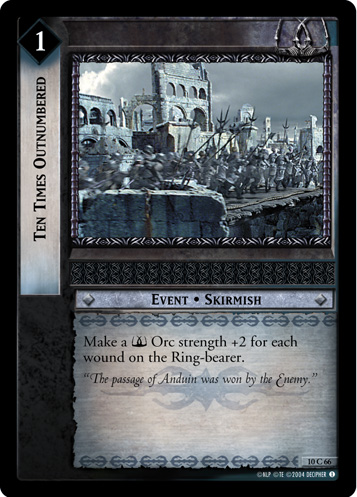 1
Ten Times Outnumbered
Event • Skirmish
Make a Orc strength +2 for each
wound on the Ring-bearer.
“The passage of Anduin was won by the Enemy.”
10 C 66
©NLP ©TE ©2004 DECIPHER